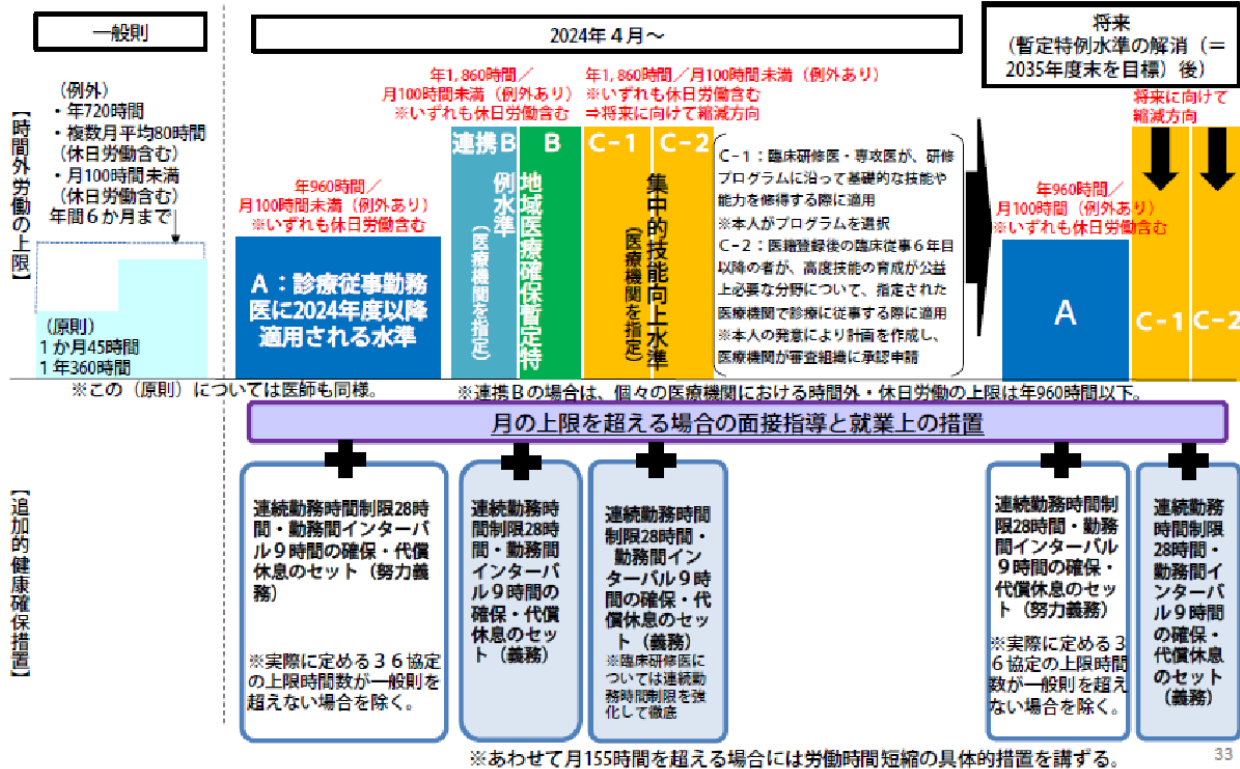 一般則
2024年４月～
将来
（暫定特例水準の解消（＝
2035年度末を目標）後）
【時間外労働の上限】
（例外）
・年720時間
・複数月平均80時間
（休日労働含む）
・月100時間未満
（休日労働含む）
年間６か月まで
（原則）
１か月45時間
１年360時間
年960時間／
月100時間未満（例外あり）
※いずれも休日労働含む
A：診療従事勤務
医に2024年度以降
適用される水準
年1,860時間／
月100時間未満（例外あり）
※いずれも休日労働含む
連携B
B
地域医療確保暫定特
例水準
（医療機関を指定）
年1,860時間／月100時間未満（例外あり）
※いずれも休日労働含む
⇒将来に向けて縮減方向
C-1
C-2
集中的技能向上水準
（医療機関を指定）
C-1：臨床研修医・専攻医が、研修
プログラムに沿って基礎的な技能や
能力を修得する際に適用
※本人がプログラムを選択
C-2：医籍登録後の臨床従事６年目
以降の者が、高度技能の育成が公益
上必要な分野について、指定された
医療機関で診療に従事する際に適用
※本人の発意により計画を作成し、
医療機関が審査組織に承認申請
年960時間／
月100時間（例外あり）
※いずれも休日労働含む
A
将来に向けて
縮減方向
C-1
C-2
※この（原則）については医師も同様。
※連携Bの場合は、個々の医療機関における時間外・休日労働の上限は年960時間以下。
月の上限を超える場合の面接指導と就業上の措置
【追加的健康確保措置】
連続勤務時間制限28時
間・勤務間インターバ
ル９時間の確保・代償
休息のセット（努力義
務）
※実際に定める３６協定
の上限時間数が一般則を
超えない場合を除く。
連続勤務時
間制限28時
間・勤務間
インターバ
ル９時間の
確保・代償
休息のセッ
ト（義務）
連続勤務時間
制限28時間・
勤務間イン
ターバル９時
間の確保・代
償休息のセッ
ト（義務）
※臨床研修医に
ついては連続勤
務時間制限を強
化して徹底
連続勤務時間制
限28時間・勤務
間インターバル
９時間の確保・
代償休息のセッ
ト（努力義務）
※実際に定める３
６協定の上限時間
数が一般則を超え
ない場合を除く。
連続勤務
時間制限
28時間・
勤務間イン
ターバ
ル９時間
の確保・
代償休息
のセット
（義務）
※あわせて月155時間を超える場合には労働時間短縮の具体的措置を講ずる。
33